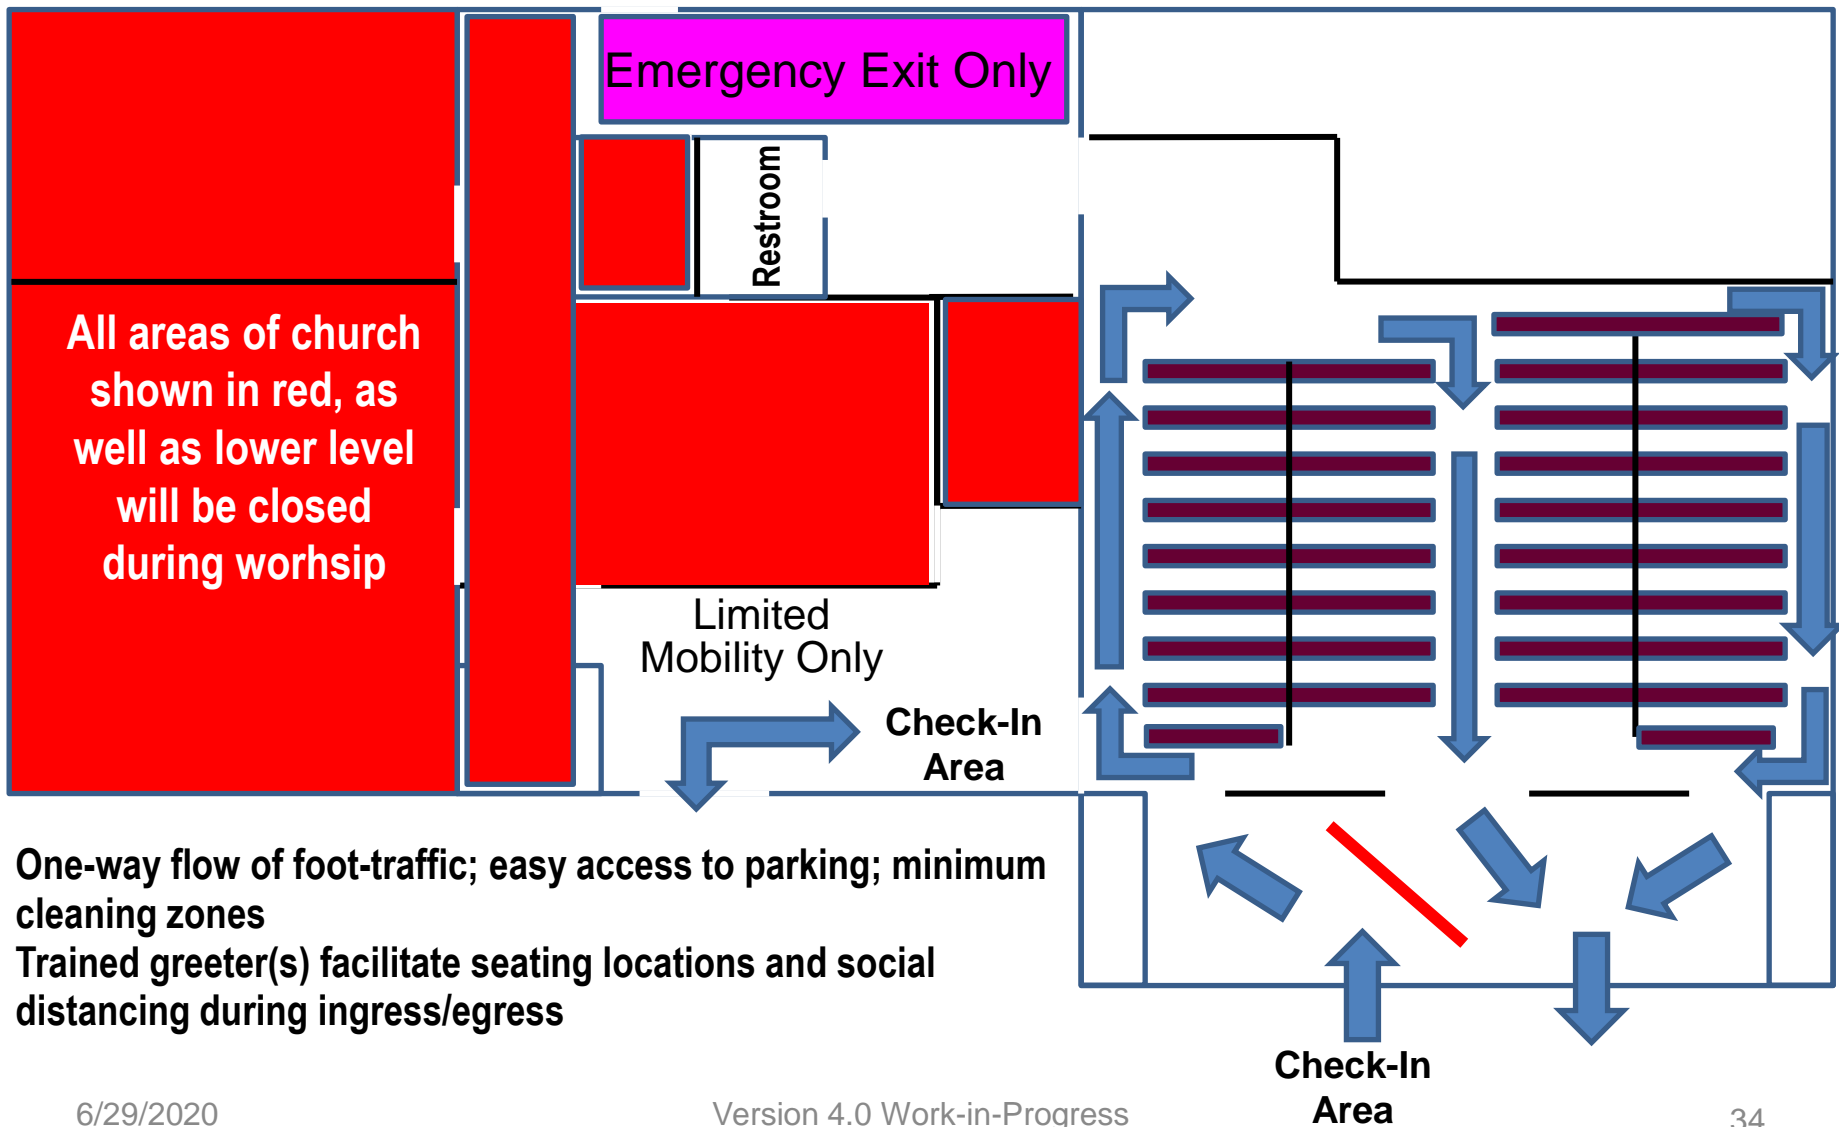 Emergency Exit Only
Restroom
All areas of church
shown in red, as
well as lower level
will be closed
during worhsip
Limited
Mobility Only
Check-In
Area
One-way flow of foot-traffic; easy access to parking; minimum
cleaning zones
Trained greeter(s) facilitate seating locations and social
distancing during ingress/egress
Check-In
Area
6/29/2020
Version 4.0 Work-in-Progress
34